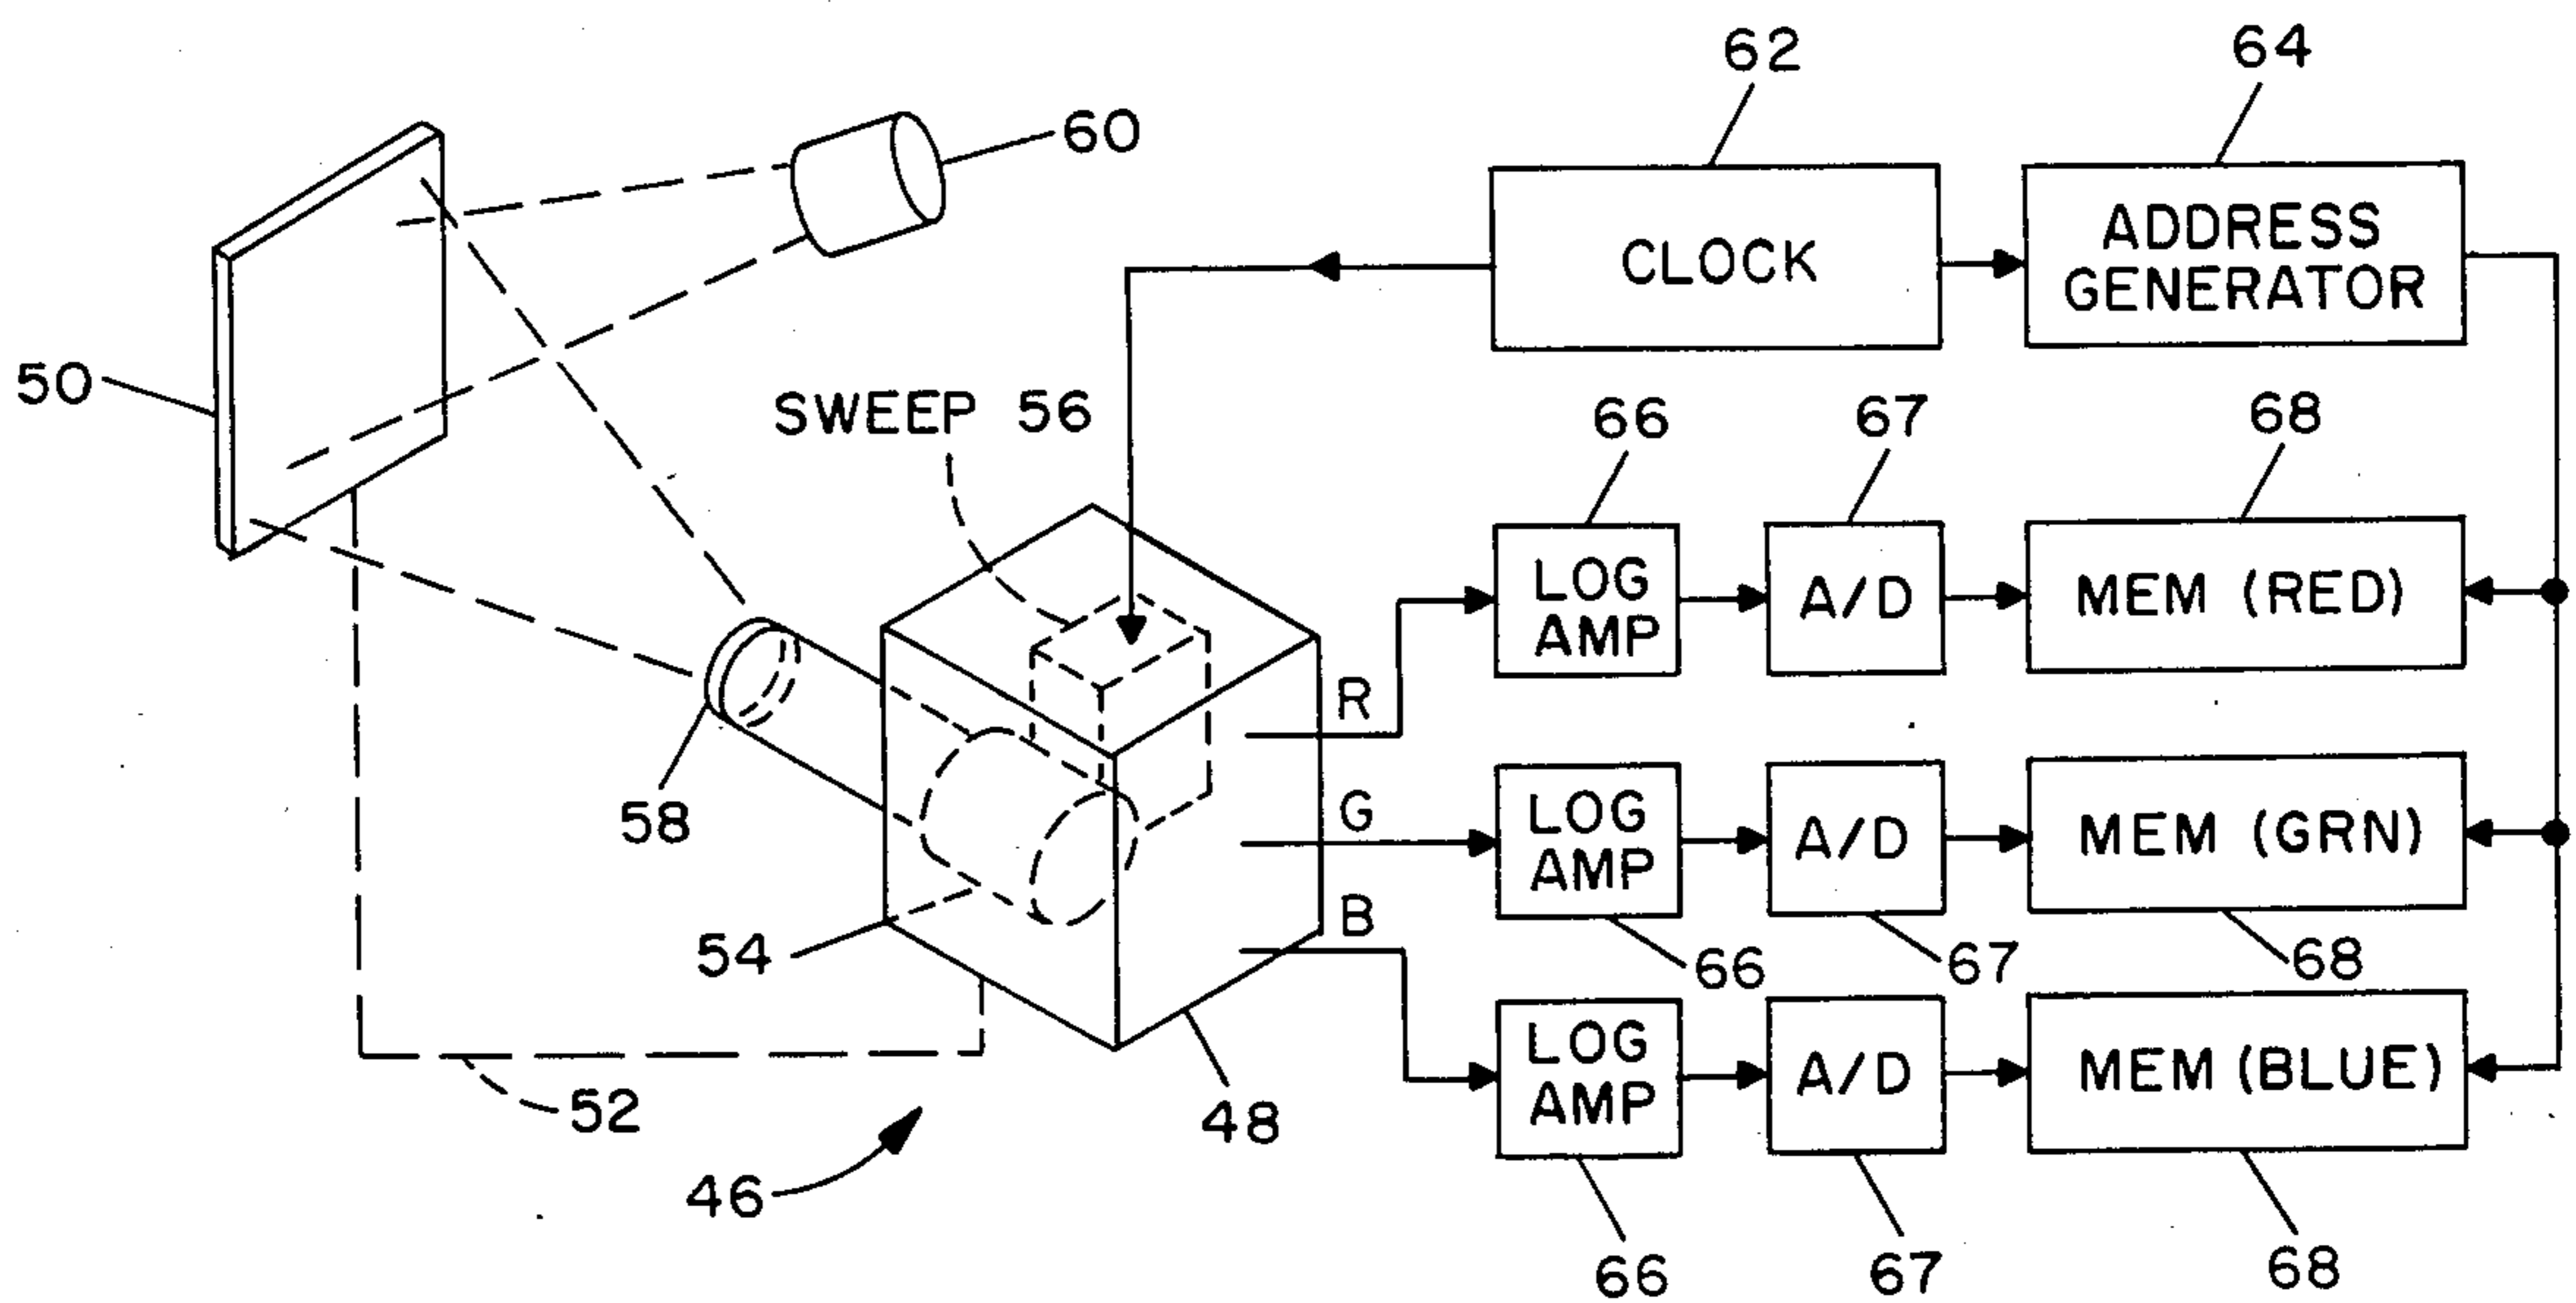 62
64
60
CLOCK
ADDRESS
GENERATOR
50
SWEEP 56
66
67
68
LOG
AMP
A/D
MEM (RED)
R
58
G
LOG
AMP
A/D
MEM (GRN)
54
B
66
67
68
52
48
LOG
AMP
A/D
MEM (BLUE)
46
66
67
68